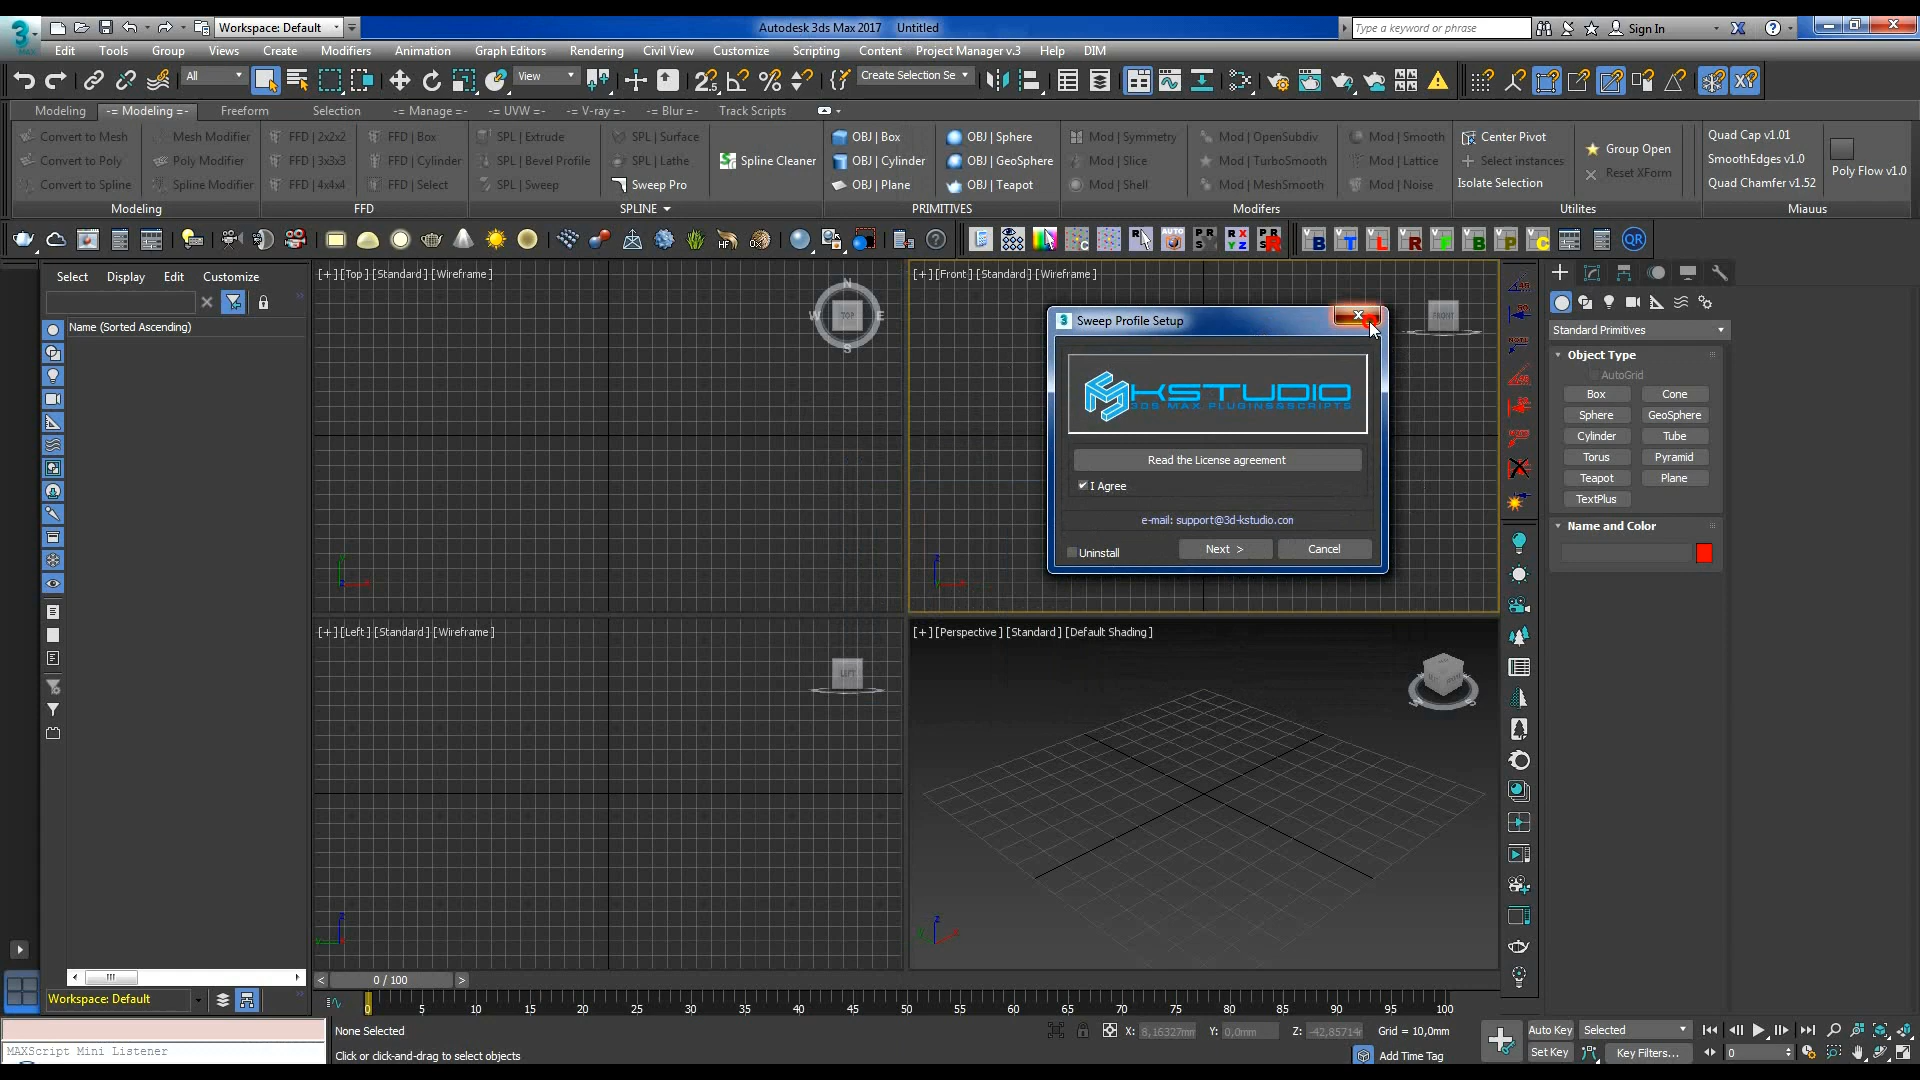 Workspace: Default
Autodesk 3ds Max 2017 Untitled
Type a keyword or phrase
Sign In
Edit Tools Group Views Create Modifiers Animation Graph Editors Rendering Civil View Customize Scripting Content Project Manager v.3 Help DIM
All
View
Create Selection Se
Modeling -= Modeling =- Freeform Selection -= Manage =- -= UVW =- -= V-ray =- -= Blur =- Track Scripts
Convert to Mesh Mesh Modifier FFD | 2x2x2 FFD | Box SPL | Extrude SPL | Surface OBJ | Box OBJ | Sphere Mod | Symmetry Mod | OpenSubdiv Mod | Smooth Center Pivot Quad Cap v1.01
Convert to Poly Poly Modifier FFD | 3x3x3 FFD | Cylinder SPL | Bevel Profile SPL | Lathe Spline Cleaner OBJ | Cylinder OBJ | GeoSphere Mod | Slice Mod | TurboSmooth Mod | Lattice Select instances Group Open SmoothEdges v1.0
Convert to Spline Spline Modifier FFD | 4x4x4 FFD | Select SPL | Sweep Sweep Pro OBJ | Plane OBJ | Teapot Mod | Shell Mod | MeshSmooth Mod | Noise Isolate Selection Reset XForm Quad Chamfer v1.52 Poly Flow v1.0
Modeling FFD SPLINE PRIMITIVES Modifers Utilites Miauus
Select Display Edit Customize
Name (Sorted Ascending)
[+] [Top] [Standard] [Wireframe]
N
W TOP E
S
[+] [Front] [Standard] [Wireframe]
FRONT
Sweep Profile Setup
KSTUDIO
3DS MAX PLUGINS&SCRIPTS
Read the License agreement
I Agree
e-mail: support@3d-kstudio.com
Uninstall Next > Cancel
Standard Primitives
Object Type
AutoGrid
Box Cone
Sphere GeoSphere
Cylinder Tube
Torus Pyramid
Teapot Plane
TextPlus
Name and Color
[+] [Left] [Standard] [Wireframe]
[+] [Perspective] [Standard] [Default Shading]
0 / 100
Workspace: Default
0 5 10 15 20 25 30 35 40 45 50 55 60 65 70 75 80 85 90 95 100
None Selected
X: 8,16327mm Y: 0,0mm Z: -42,85714 Grid = 10,0mm
Auto Key Selected
MAXScript Mini Listener
Click or click-and-drag to select objects
Add Time Tag
Set Key Key Filters...
0